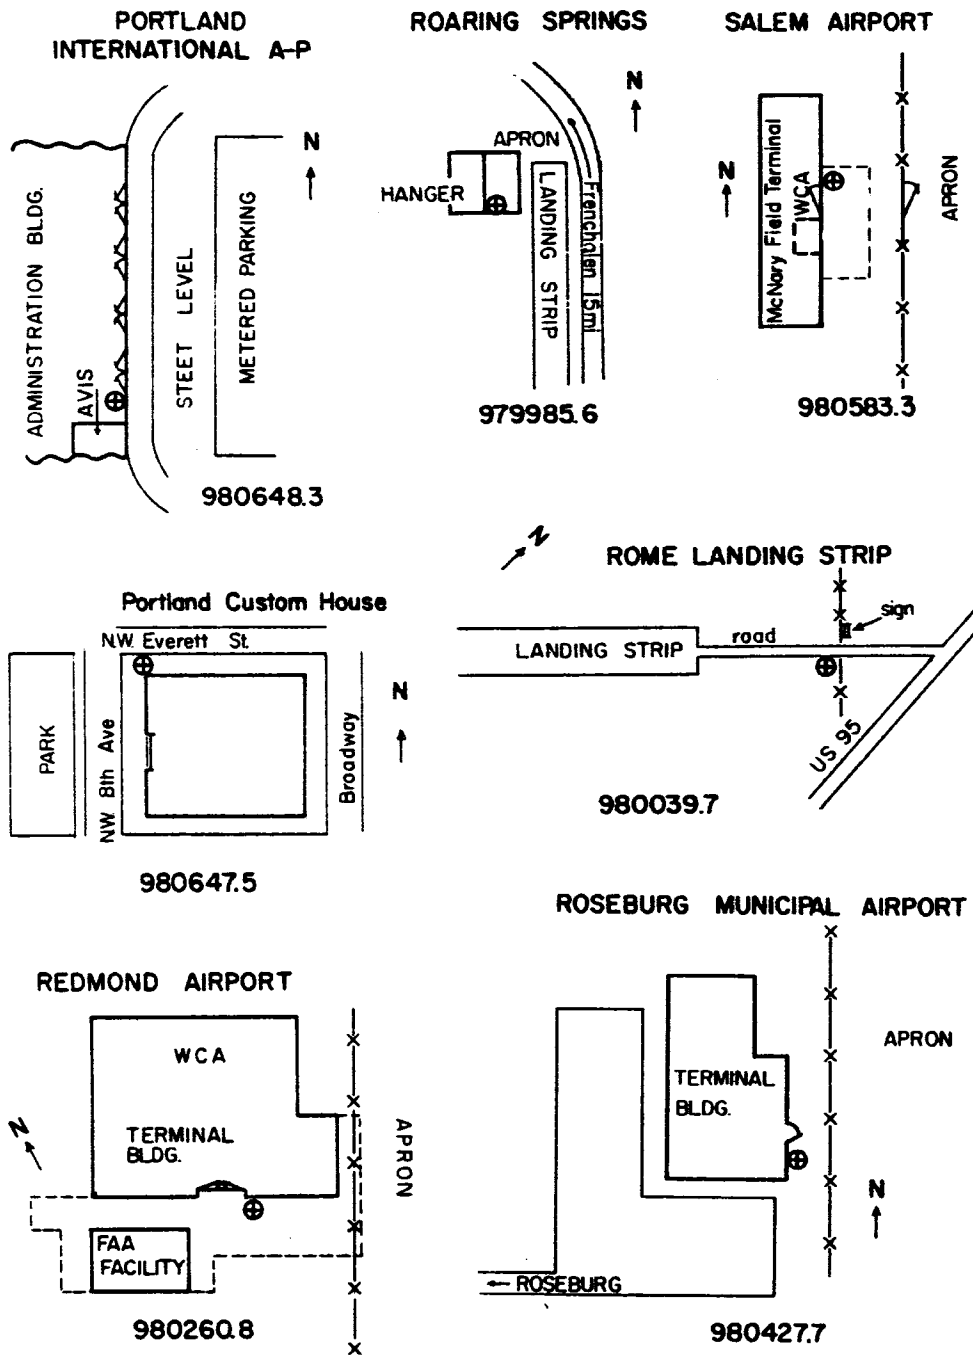 PORTLAND
INTERNATIONAL A-P
N
ADMINISTRATION BLDG.
AVIS
STEET LEVEL
METERED PARKING
980648.3
ROARING SPRINGS
N
APRON
HANGER
LANDING STRIP
Frenchglen 15 mi
979985.6
SALEM AIRPORT
N
McNary Field Terminal
WCA
APRON
980583.3
Portland Custom House
N.W. Everett St.
PARK
N.W. 8th Ave
Broadway
N
980647.5
N
ROME LANDING STRIP
sign
road
LANDING STRIP
US 95
980039.7
REDMOND AIRPORT
WCA
TERMINAL
BLDG.
N
APRON
FAA
FACILITY
980260.8
ROSEBURG MUNICIPAL AIRPORT
APRON
TERMINAL
BLDG.
N
← ROSEBURG
980427.7